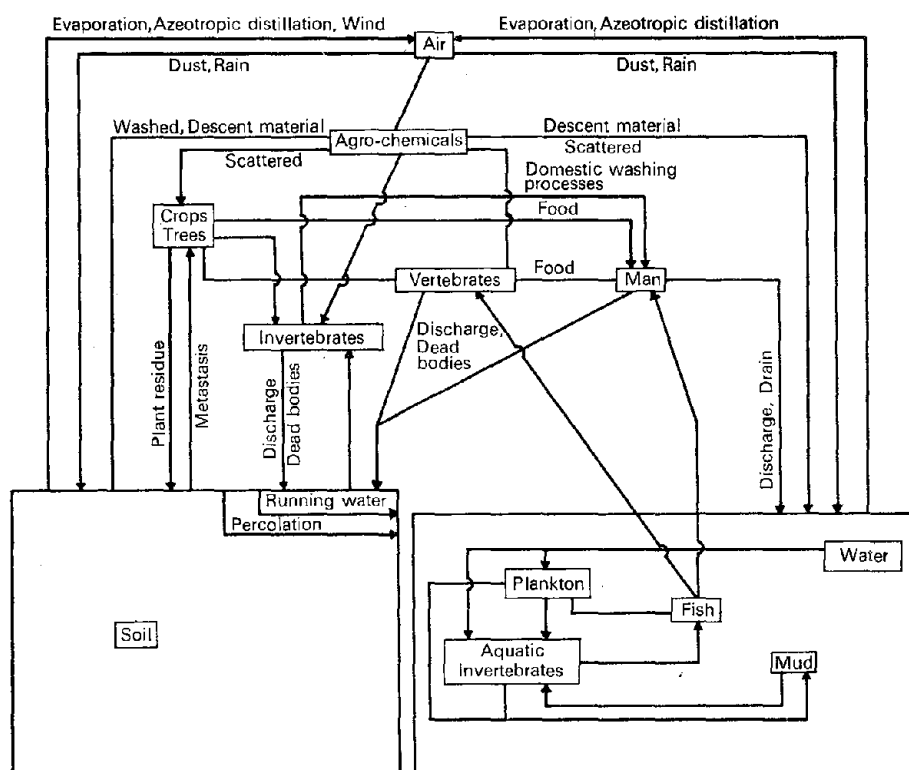 Evaporation, Azeotropic distillation, Wind
Evaporation, Azeotropic distillation
Air
Dust, Rain
Dust, Rain
Washed, Descent material
Agro-chemicals
Descent material
Scattered
Scattered
Domestic washing
processes
Crops
Trees
Food
Vertebrates
Food
Man
Invertebrates
Discharge,
Dead
bodies
Plant residue
Metastasis
Discharge
Dead bodies
Discharge, Drain
Running water
Percolation
Water
Plankton
Fish
Soil
Aquatic
invertebrates
Mud